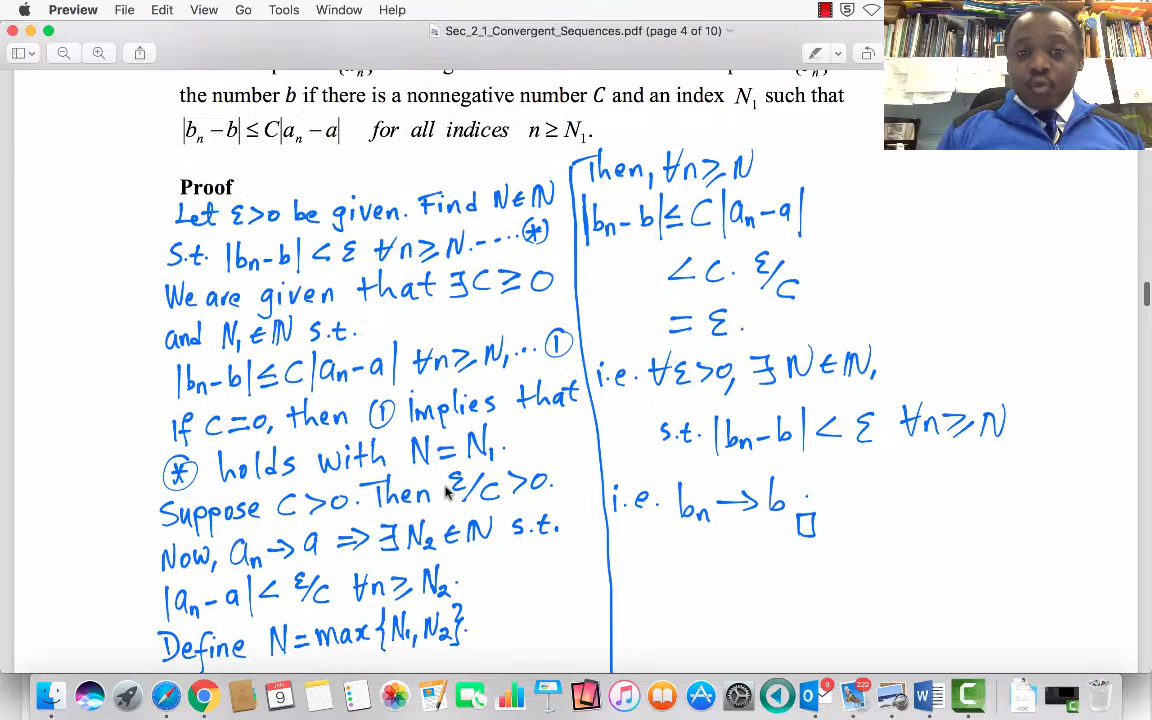 Preview File Edit View Go Tools Window Help
Sec_2_1_Convergent_Sequences.pdf (page 4 of 10)
the number b if there is a nonnegative number C and an index N₁ such that
|bₙ − b| ≤ C|aₙ − a| for all indices n ≥ N₁.
Proof
Let ε>0 be given. Find N∈ℕ
s.t. |bn−b| < ε ∀n≥N.---- ⊛
We are given that ∃C≥0
and N₁∈ℕ s.t.
|bn−b| ≤ C|an−a| ∀n≥N₁--- ①
If C=0, then ① implies that
⊛ holds with N=N₁.
Suppose C>0. Then ε/C >0.
Now, an→a ⇒ ∃N₂∈ℕ s.t.
|an−a| < ε/C ∀n≥N₂.
Define N=max{N₁,N₂}.
Then, ∀n≥N
|bn−b| ≤ C|an−a|
< C. ε/C
= ε.
i.e. ∀ε>0, ∃N∈ℕ,
s.t. |bn−b| < ε ∀n≥N
i.e. bn→b.
□
9
222
W
C
JAN
9